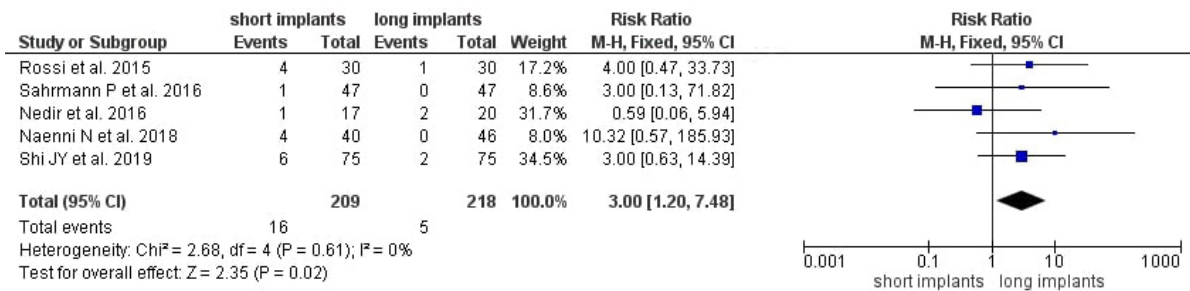 short implants long implants Risk Ratio Risk Ratio
Study or Subgroup Events Total Events Total Weight M-H, Fixed, 95% CI M-H, Fixed, 95% CI
Rossi et al. 2015 4 30 1 30 17.2% 4.00 [0.47, 33.73]
Sahrmann P et al. 2016 1 47 0 47 8.6% 3.00 [0.13, 71.82]
Nedir et al. 2016 1 17 2 20 31.7% 0.59 [0.06, 5.94]
Naenni N et al. 2018 4 40 0 46 8.0% 10.32 [0.57, 185.93]
Shi JY et al. 2019 6 75 2 75 34.5% 3.00 [0.63, 14.39]
Total (95% CI) 209 218 100.0% 3.00 [1.20, 7.48]
Total events 16 5
Heterogeneity: Chi² = 2.68, df = 4 (P = 0.61); I² = 0%
Test for overall effect: Z = 2.35 (P = 0.02)
0.001 0.1 1 10 1000
short implants long implants